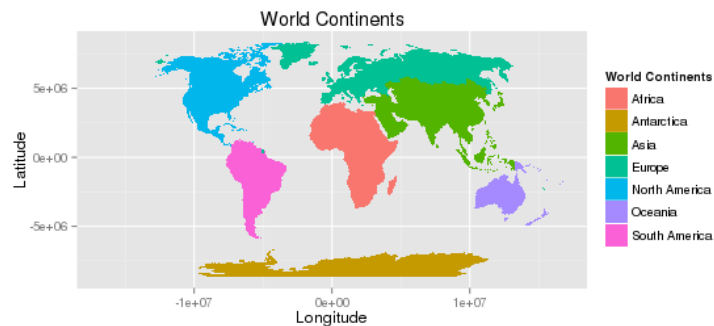 World Continents
5e+06
0e+00
-5e+06
Latitude
-1e+07
0e+00
1e+07
Longitude
World Continents
Africa
Antarctica
Asia
Europe
North America
Oceania
South America